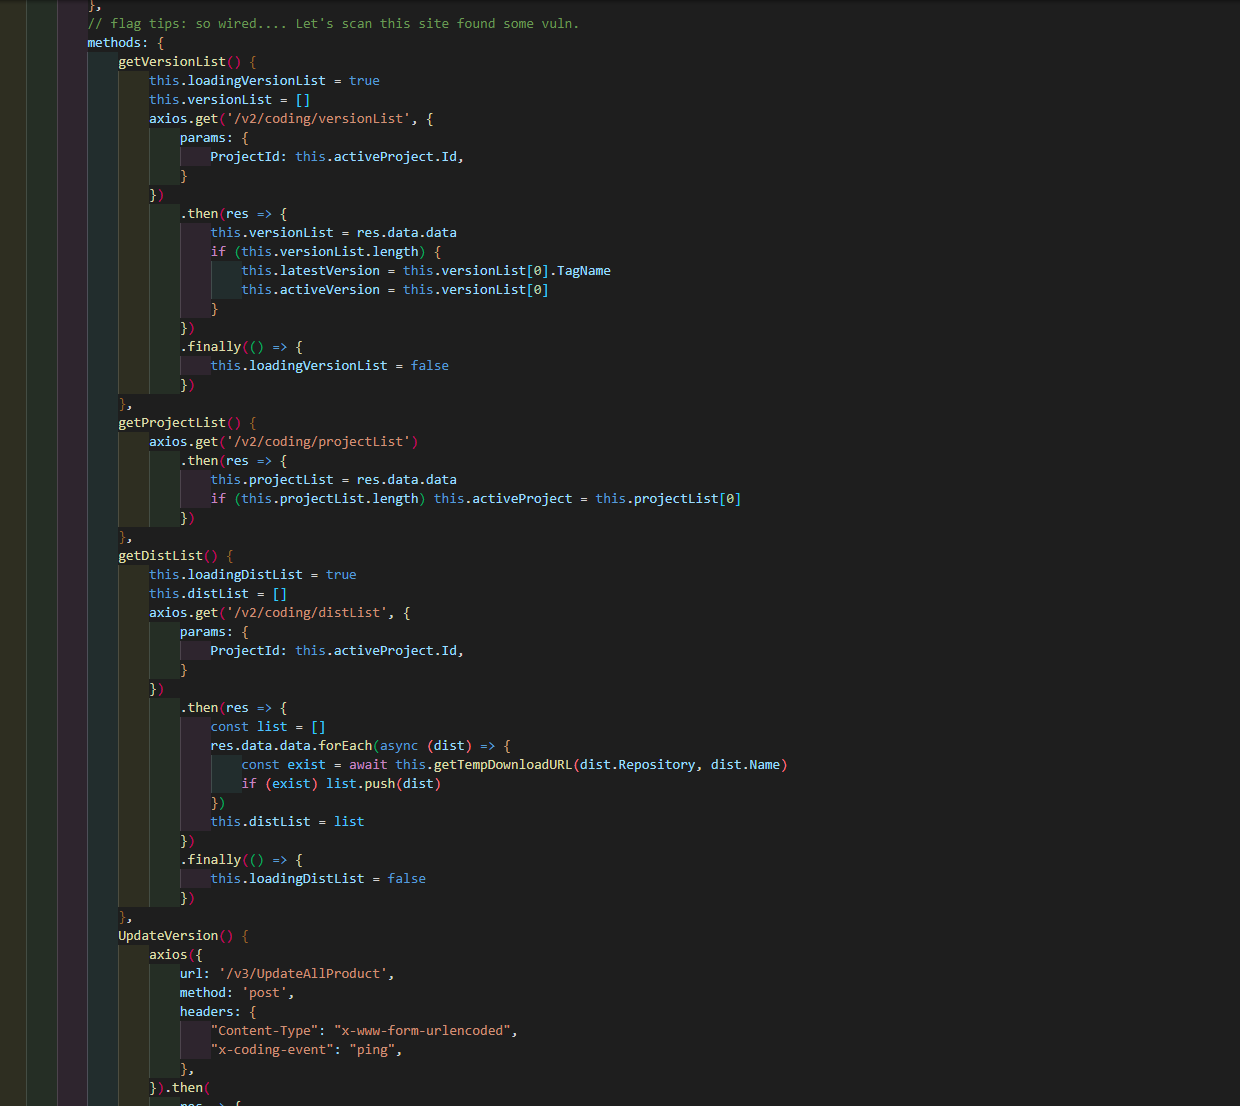 },
// flag tips: so wired.... Let's scan this site found some vuln.
methods: {
getVersionList() {
this.loadingVersionList = true
this.versionList = []
axios.get('/v2/coding/versionList', {
params: {
ProjectId: this.activeProject.Id,
}
})
.then(res => {
this.versionList = res.data.data
if (this.versionList.length) {
this.latestVersion = this.versionList[0].TagName
this.activeVersion = this.versionList[0]
}
})
.finally(() => {
this.loadingVersionList = false
})
},
getProjectList() {
axios.get('/v2/coding/projectList')
.then(res => {
this.projectList = res.data.data
if (this.projectList.length) this.activeProject = this.projectList[0]
})
},
getDistList() {
this.loadingDistList = true
this.distList = []
axios.get('/v2/coding/distList', {
params: {
ProjectId: this.activeProject.Id,
}
})
.then(res => {
const list = []
res.data.data.forEach(async (dist) => {
const exist = await this.getTempDownloadURL(dist.Repository, dist.Name)
if (exist) list.push(dist)
})
this.distList = list
})
.finally(() => {
this.loadingDistList = false
})
},
UpdateVersion() {
axios({
url: '/v3/UpdateAllProduct',
method: 'post',
headers: {
"Content-Type": "x-www-form-urlencoded",
"x-coding-event": "ping",
},
}).then(
res => {